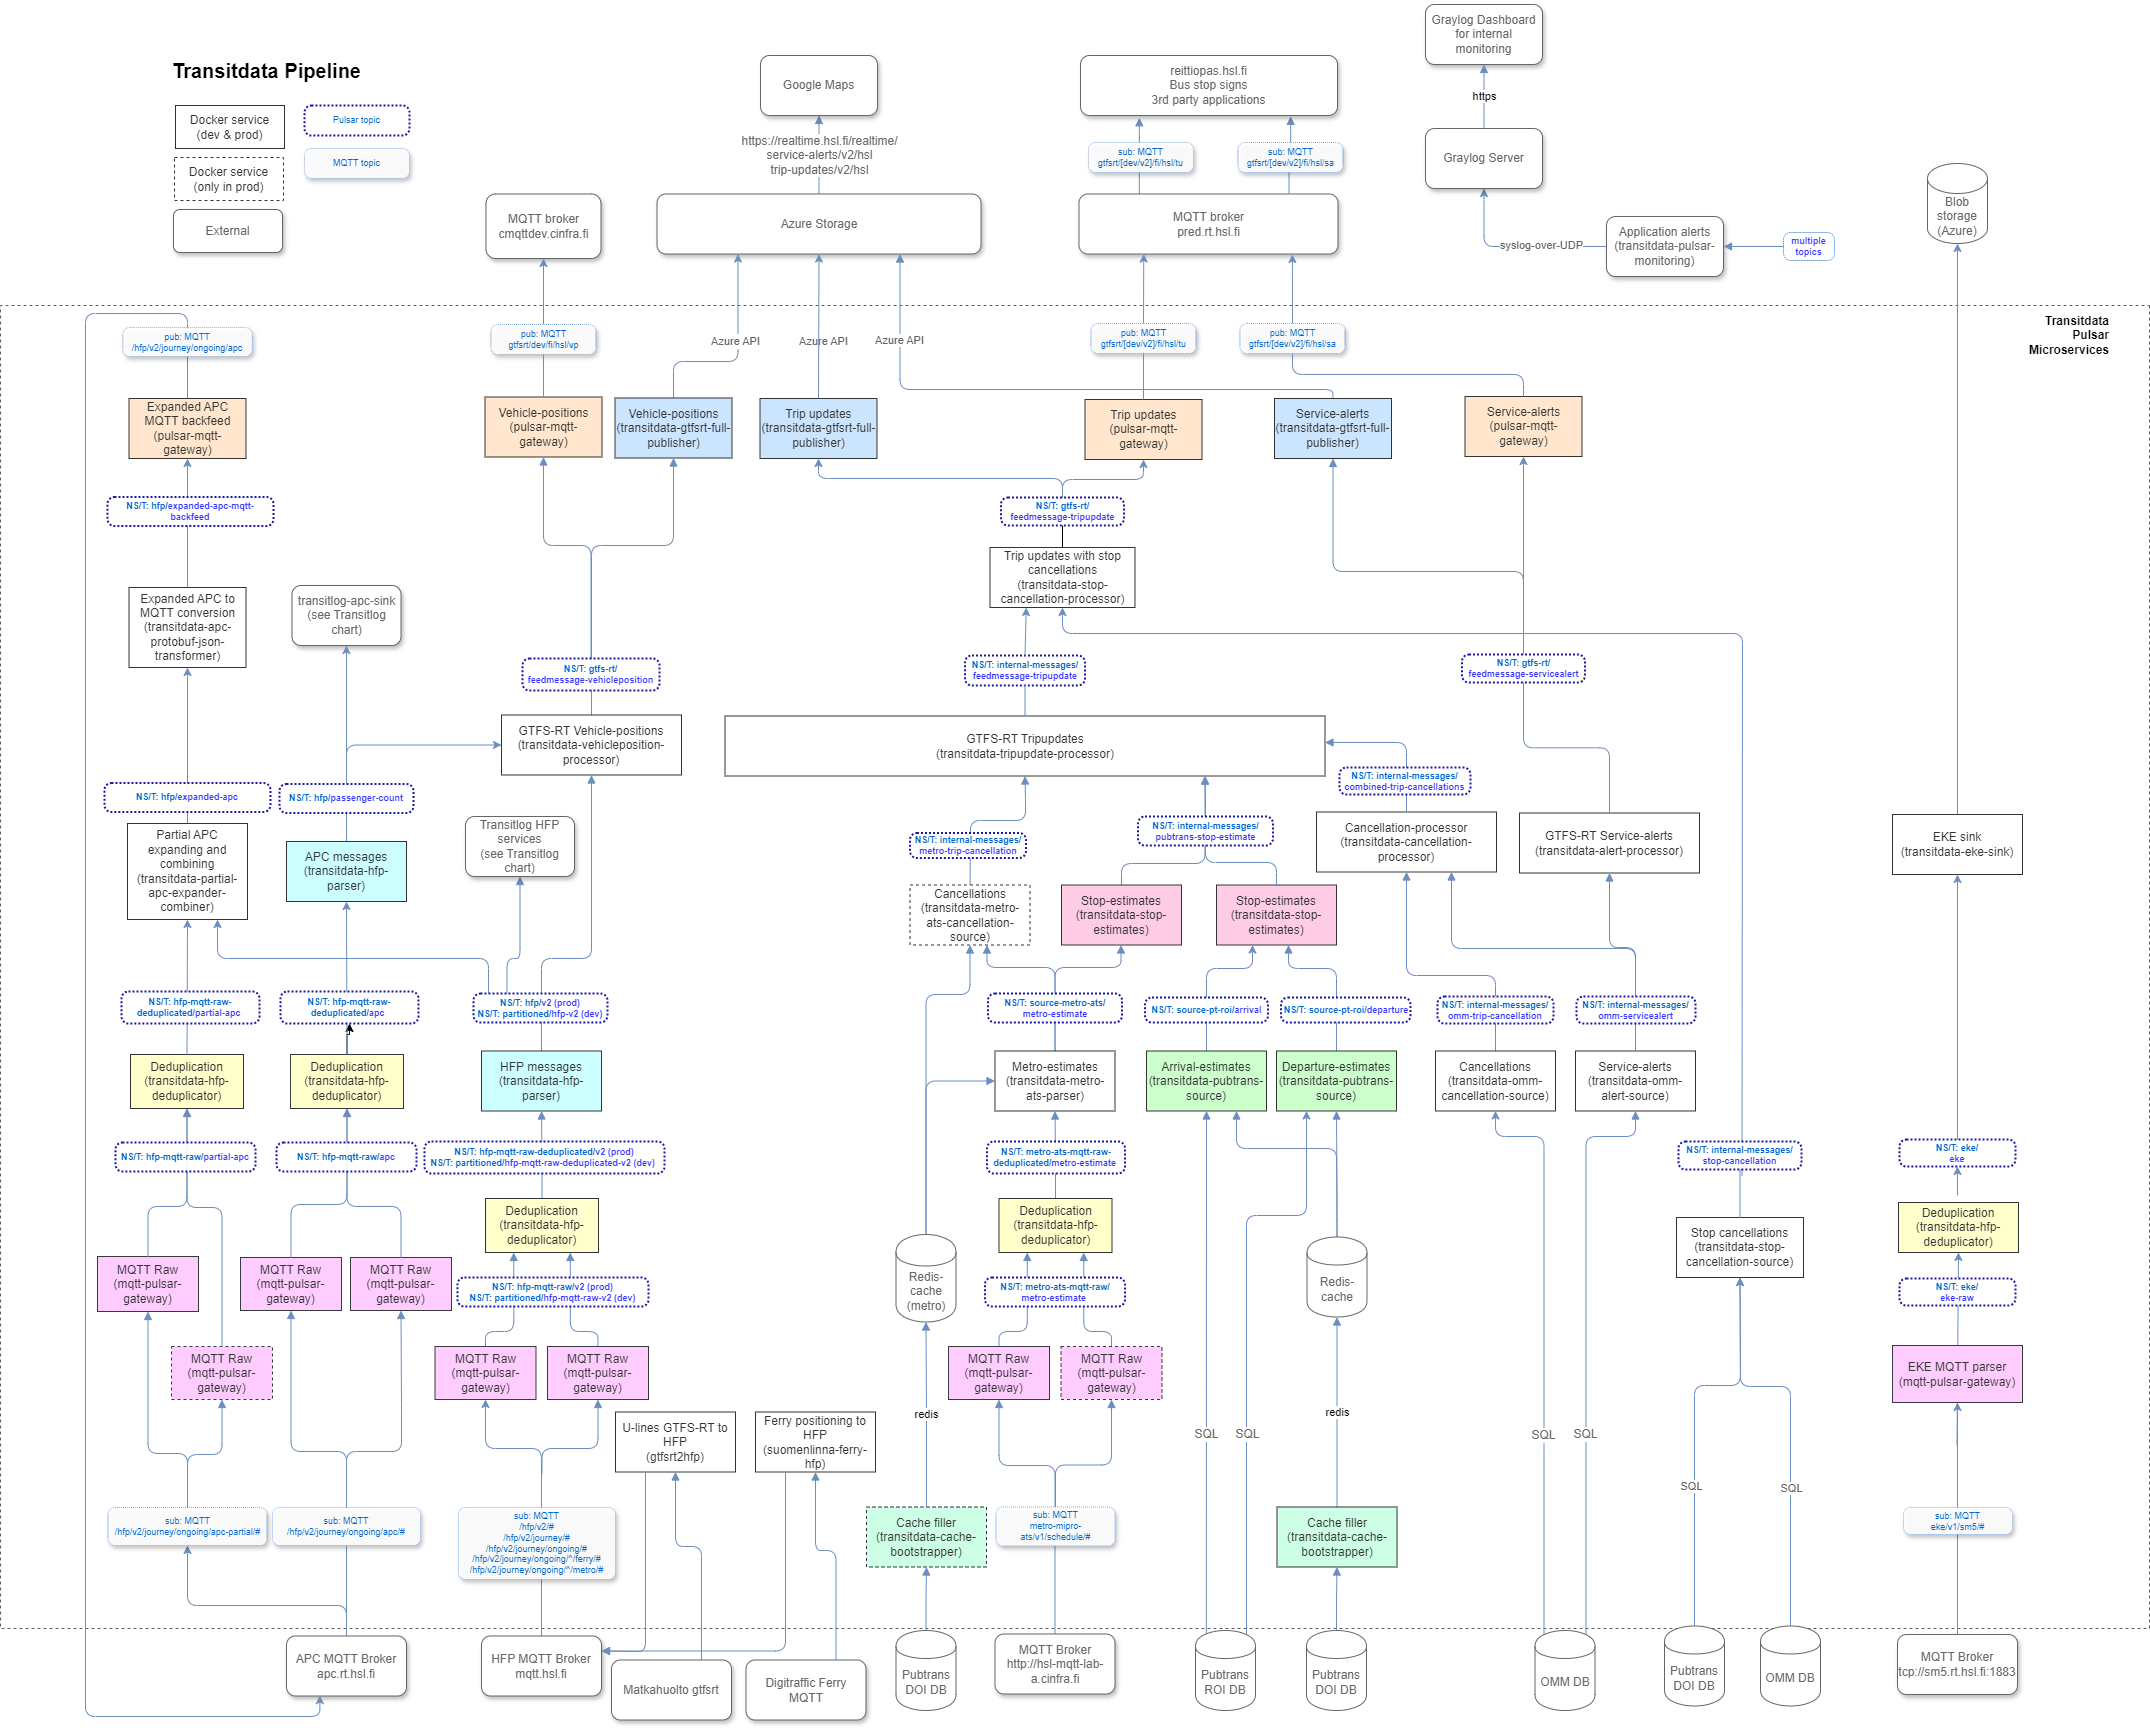 Graylog Dashboard
for internal
monitoring
Transitdata Pipeline
Google Maps
reittiopas.hsl.fi
Bus stop signs
3rd party applications
https
Docker service
(dev & prod)
Pulsar topic
MQTT topic
Docker service
(only in prod)
External
https://realtime.hsl.fi/realtime/
service-alerts/v2/hsl
trip-updates/v2/hsl
sub: MQTT
gtfsrt/[dev/v2]/fi/hsl/tu
sub: MQTT
gtfsrt/[dev/v2]/fi/hsl/sa
Graylog Server
MQTT broker
cmqttdev.cinfra.fi
Azure Storage
MQTT broker
pred.rt.hsl.fi
syslog-over-UDP
Application alerts
(transitdata-pulsar-
monitoring)
multiple
topics
Blob
storage
(Azure)
Transitdata
Pulsar
Microservices
pub: MQTT
/hfp/v2/journey/ongoing/apc
pub: MQTT
gtfsrt/dev/fi/hsl/vp
Azure API
Azure API
Azure API
pub: MQTT
gtfsrt/[dev/v2]/fi/hsl/tu
pub: MQTT
gtfsrt/[dev/v2]/fi/hsl/sa
Expanded APC
MQTT backfeed
(pulsar-mqtt-
gateway)
Vehicle-positions
(pulsar-mqtt-
gateway)
Vehicle-positions
(transitdata-gtfsrt-full-
publisher)
Trip updates
(transitdata-gtfsrt-full-
publisher)
Trip updates
(pulsar-mqtt-
gateway)
Service-alerts
(transitdata-gtfsrt-full-
publisher)
Service-alerts
(pulsar-mqtt-
gateway)
NS/T: hfp/expanded-apc-mqtt-
backfeed
NS/T: gtfs-rt/
feedmessage-tripupdate
Trip updates with stop
cancellations
(transitdata-stop-
cancellation-processor)
Expanded APC to
MQTT conversion
(transitdata-apc-
protobuf-json-
transformer)
transitlog-apc-sink
(see Transitlog
chart)
NS/T: gtfs-rt/
feedmessage-vehicleposition
NS/T: internal-messages/
feedmessage-tripupdate
NS/T: gtfs-rt/
feedmessage-servicealert
GTFS-RT Vehicle-positions
(transitdata-vehicleposition-
processor)
GTFS-RT Tripupdates
(transitdata-tripupdate-processor)
NS/T: hfp/expanded-apc
NS/T: hfp/passenger-count
NS/T: internal-messages/
combined-trip-cancellations
Partial APC
expanding and
combining
(transitdata-partial-
apc-expander-
combiner)
APC messages
(transitdata-hfp-
parser)
Transitlog HFP
services
(see Transitlog
chart)
NS/T: internal-messages/
metro-trip-cancellation
NS/T: internal-messages/
pubtrans-stop-estimate
Cancellation-processor
(transitdata-cancellation-
processor)
GTFS-RT Service-alerts
(transitdata-alert-processor)
EKE sink
(transitdata-eke-sink)
Cancellations
(transitdata-metro-
ats-cancellation-
source)
Stop-estimates
(transitdata-stop-
estimates)
Stop-estimates
(transitdata-stop-
estimates)
NS/T: hfp-mqtt-raw-
deduplicated/partial-apc
NS/T: hfp-mqtt-raw-
deduplicated/apc
NS/T: hfp/v2 (prod)
NS/T: partitioned/hfp-v2 (dev)
NS/T: source-metro-ats/
metro-estimate
NS/T: source-pt-roi/arrival
NS/T: source-pt-roi/departure
NS/T: internal-messages/
omm-trip-cancellation
NS/T: internal-messages/
omm-servicealert
Deduplication
(transitdata-hfp-
deduplicator)
Deduplication
(transitdata-hfp-
deduplicator)
HFP messages
(transitdata-hfp-
parser)
Metro-estimates
(transitdata-metro-
ats-parser)
Arrival-estimates
(transitdata-pubtrans-
source)
Departure-estimates
(transitdata-pubtrans-
source)
Cancellations
(transitdata-omm-
cancellation-source)
Service-alerts
(transitdata-omm-
alert-source)
NS/T: hfp-mqtt-raw/partial-apc
NS/T: hfp-mqtt-raw/apc
NS/T: hfp-mqtt-raw-deduplicated/v2 (prod)
NS/T: partitioned/hfp-mqtt-raw-deduplicated-v2 (dev)
NS/T: metro-ats-mqtt-raw-
deduplicated/metro-estimate
NS/T: internal-messages/
stop-cancellation
NS/T: eke/
eke
Deduplication
(transitdata-hfp-
deduplicator)
Deduplication
(transitdata-hfp-
deduplicator)
Stop cancellations
(transitdata-stop-
cancellation-source)
Deduplication
(transitdata-hfp-
deduplicator)
MQTT Raw
(mqtt-pulsar-
gateway)
MQTT Raw
(mqtt-pulsar-
gateway)
MQTT Raw
(mqtt-pulsar-
gateway)
NS/T: hfp-mqtt-raw/v2 (prod)
NS/T: partitioned/hfp-mqtt-raw-v2 (dev)
Redis-
cache
(metro)
NS/T: metro-ats-mqtt-raw/
metro-estimate
Redis-
cache
NS/T: eke/
eke-raw
MQTT Raw
(mqtt-pulsar-
gateway)
MQTT Raw
(mqtt-pulsar-
gateway)
MQTT Raw
(mqtt-pulsar-
gateway)
MQTT Raw
(mqtt-pulsar-
gateway)
MQTT Raw
(mqtt-pulsar-
gateway)
EKE MQTT parser
(mqtt-pulsar-gateway)
U-lines GTFS-RT to
HFP
(gtfsrt2hfp)
Ferry positioning to
HFP
(suomenlinna-ferry-
hfp)
redis
redis
SQL
SQL
SQL
SQL
SQL
SQL
sub: MQTT
/hfp/v2/journey/ongoing/apc-partial/#
sub: MQTT
/hfp/v2/journey/ongoing/apc/#
sub: MQTT
/hfp/v2/#
/hfp/v2/journey/#
/hfp/v2/journey/ongoing/#
/hfp/v2/journey/ongoing/*/ferry/#
/hfp/v2/journey/ongoing/*/metro/#
Cache filler
(transitdata-cache-
bootstrapper)
sub: MQTT
metro-mipro-
ats/v1/schedule/#
Cache filler
(transitdata-cache-
bootstrapper)
sub: MQTT
eke/v1/sm5/#
APC MQTT Broker
apc.rt.hsl.fi
HFP MQTT Broker
mqtt.hsl.fi
Matkahuolto gtfsrt
Digitraffic Ferry
MQTT
Pubtrans
DOI DB
MQTT Broker
http://hsl-mqtt-lab-
a.cinfra.fi
Pubtrans
ROI DB
Pubtrans
DOI DB
OMM DB
Pubtrans
DOI DB
OMM DB
MQTT Broker
tcp://sm5.rt.hsl.fi:1883